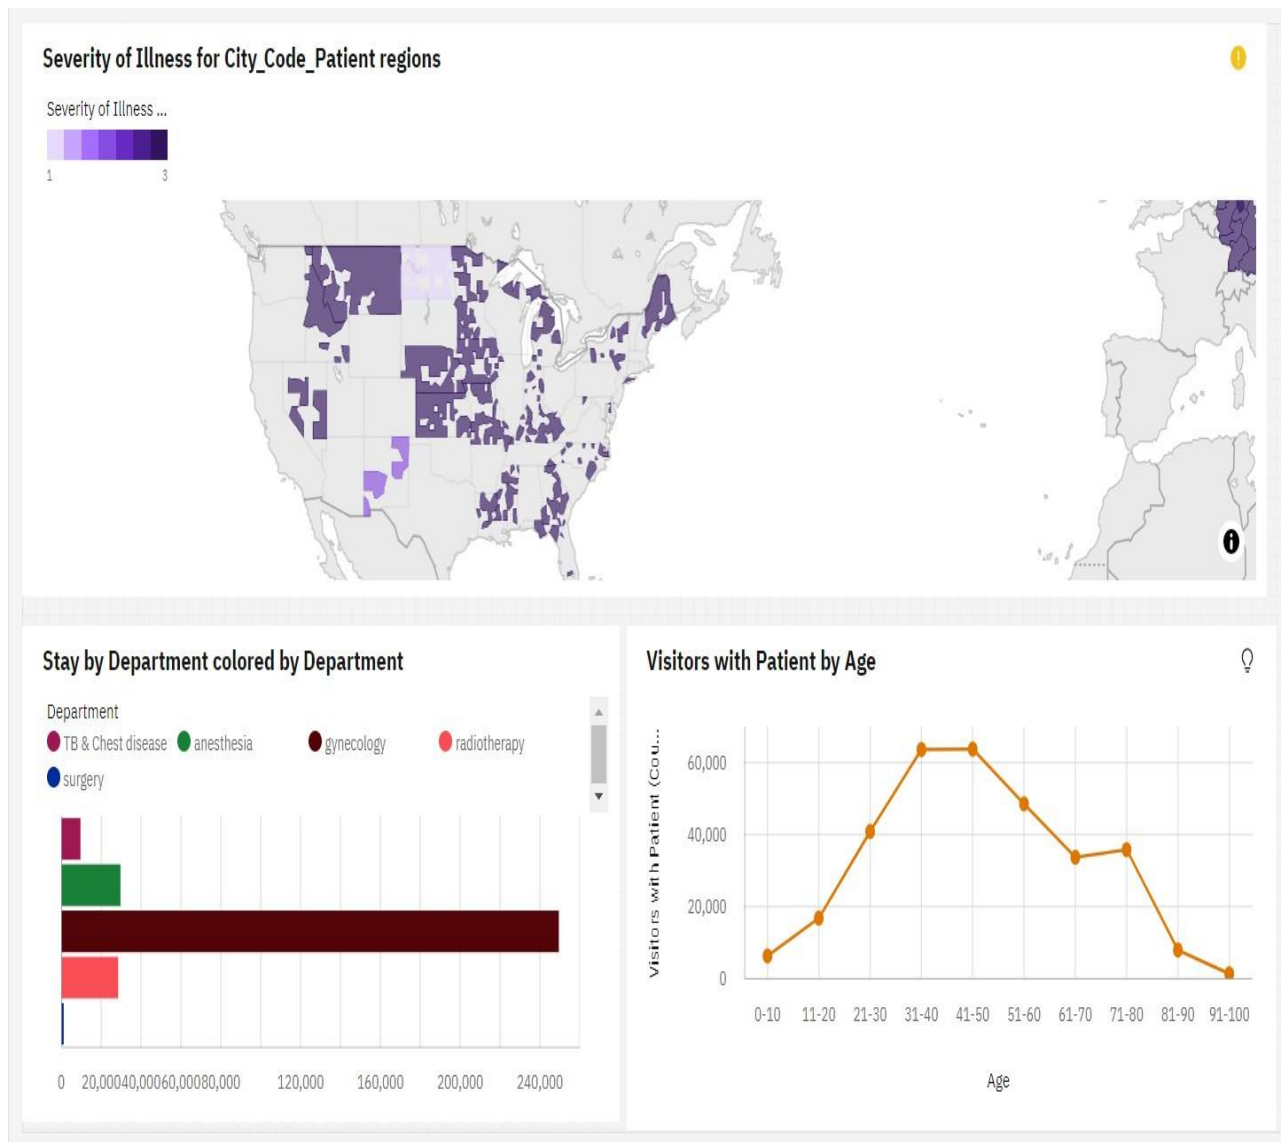 Severity of Illness for City_Code_Patient regions
Severity of Illness ...
1 3
Stay by Department colored by Department
Department
TB & Chest disease anesthesia gynecology radiotherapy
surgery
0 20,00040,00060,00080,000 120,000 160,000 200,000 240,000
Visitors with Patient by Age
Visitors with Patient (Cou...
60,000
40,000
20,000
0
0-10 11-20 21-30 31-40 41-50 51-60 61-70 71-80 81-90 91-100
Age